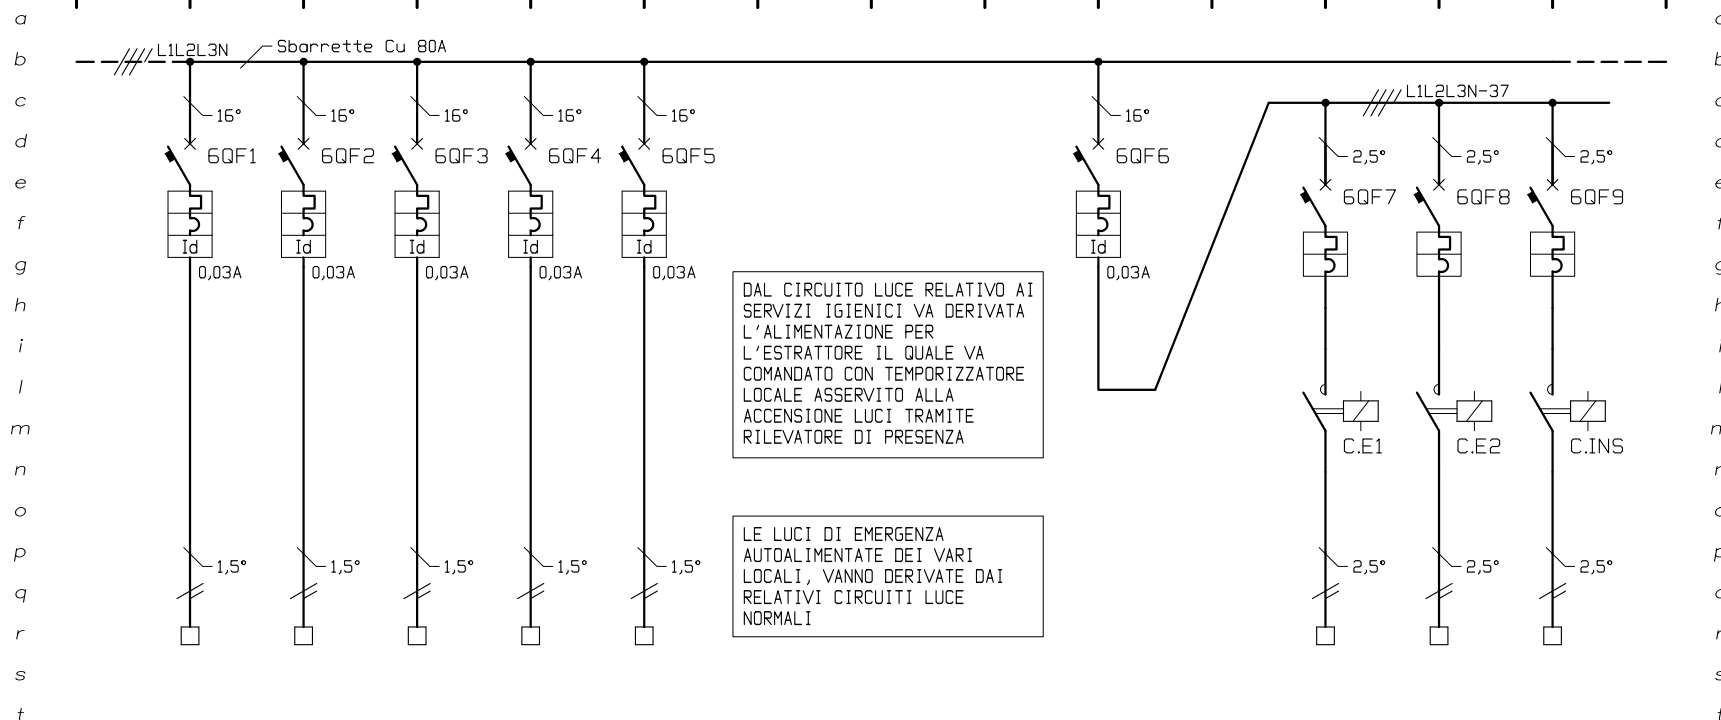 a
b L1L2L3N Sbarrette Cu 80A
c 16° 16° 16° 16° 16° 16° L1L2L3N-37
d 6QF1 6QF2 6QF3 6QF4 6QF5 6QF6 2,5° 2,5° 2,5°
e 6QF7 6QF8 6QF9
f Id Id Id Id Id Id
g 0,03A 0,03A 0,03A 0,03A 0,03A 0,03A
DAL CIRCUITO LUCE RELATIVO AI
h SERVIZI IGIENICI VA DERIVATA
L'ALIMENTAZIONE PER
i L'ESTRATTORE IL QUALE VA
COMANDATO CON TEMPORIZZATORE
l LOCALE ASSERVITO ALLA
ACCENSIONE LUCI TRAMITE
m RILEVATORE DI PRESENZA
C.E1 C.E2 C.INS
n
o
LE LUCI DI EMERGENZA
p AUTOALIMENTATE DEI VARI
LOCALI, VANNO DERIVATE DAI
1,5° 1,5° 1,5° 1,5° 1,5° 2,5° 2,5° 2,5°
q RELATIVI CIRCUITI LUCE
NORMALI
r
s
t